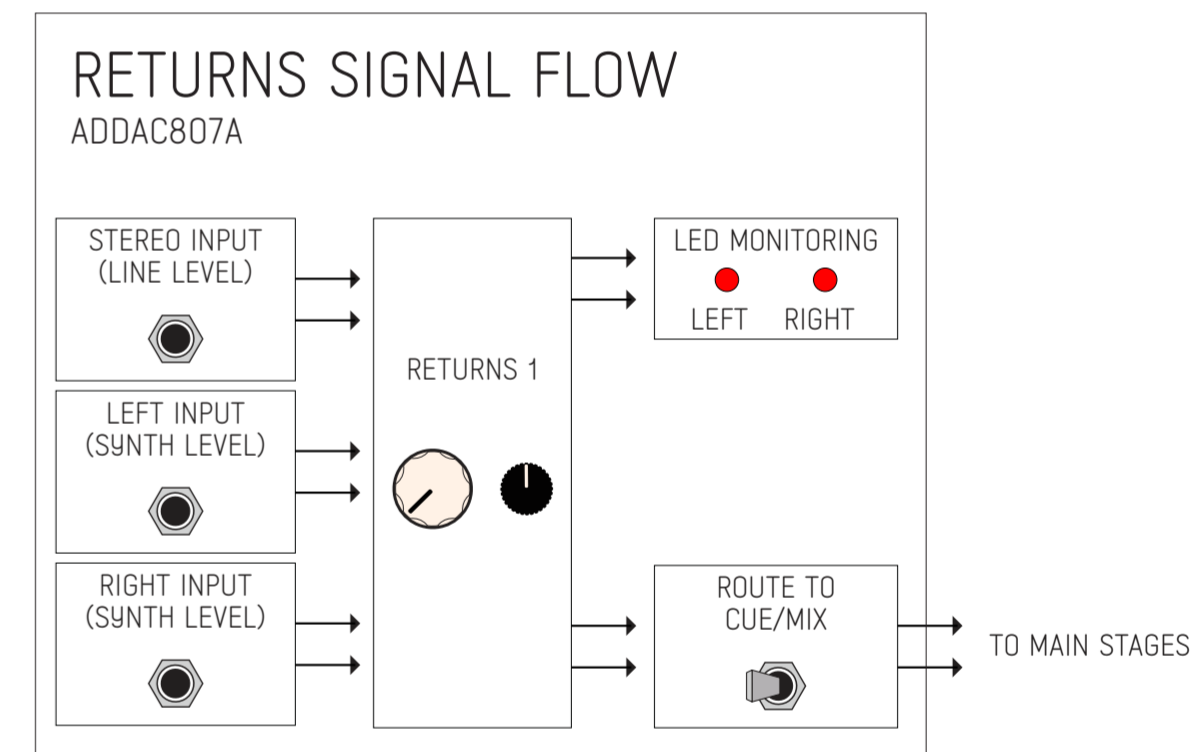 RETURNS SIGNAL FLOW
ADDAC807A
STEREO INPUT
(LINE LEVEL)
LEFT INPUT
(SYNTH LEVEL)
RIGHT INPUT
(SYNTH LEVEL)
RETURNS 1
LED MONITORING
LEFT RIGHT
ROUTE TO
CUE/MIX
TO MAIN STAGES